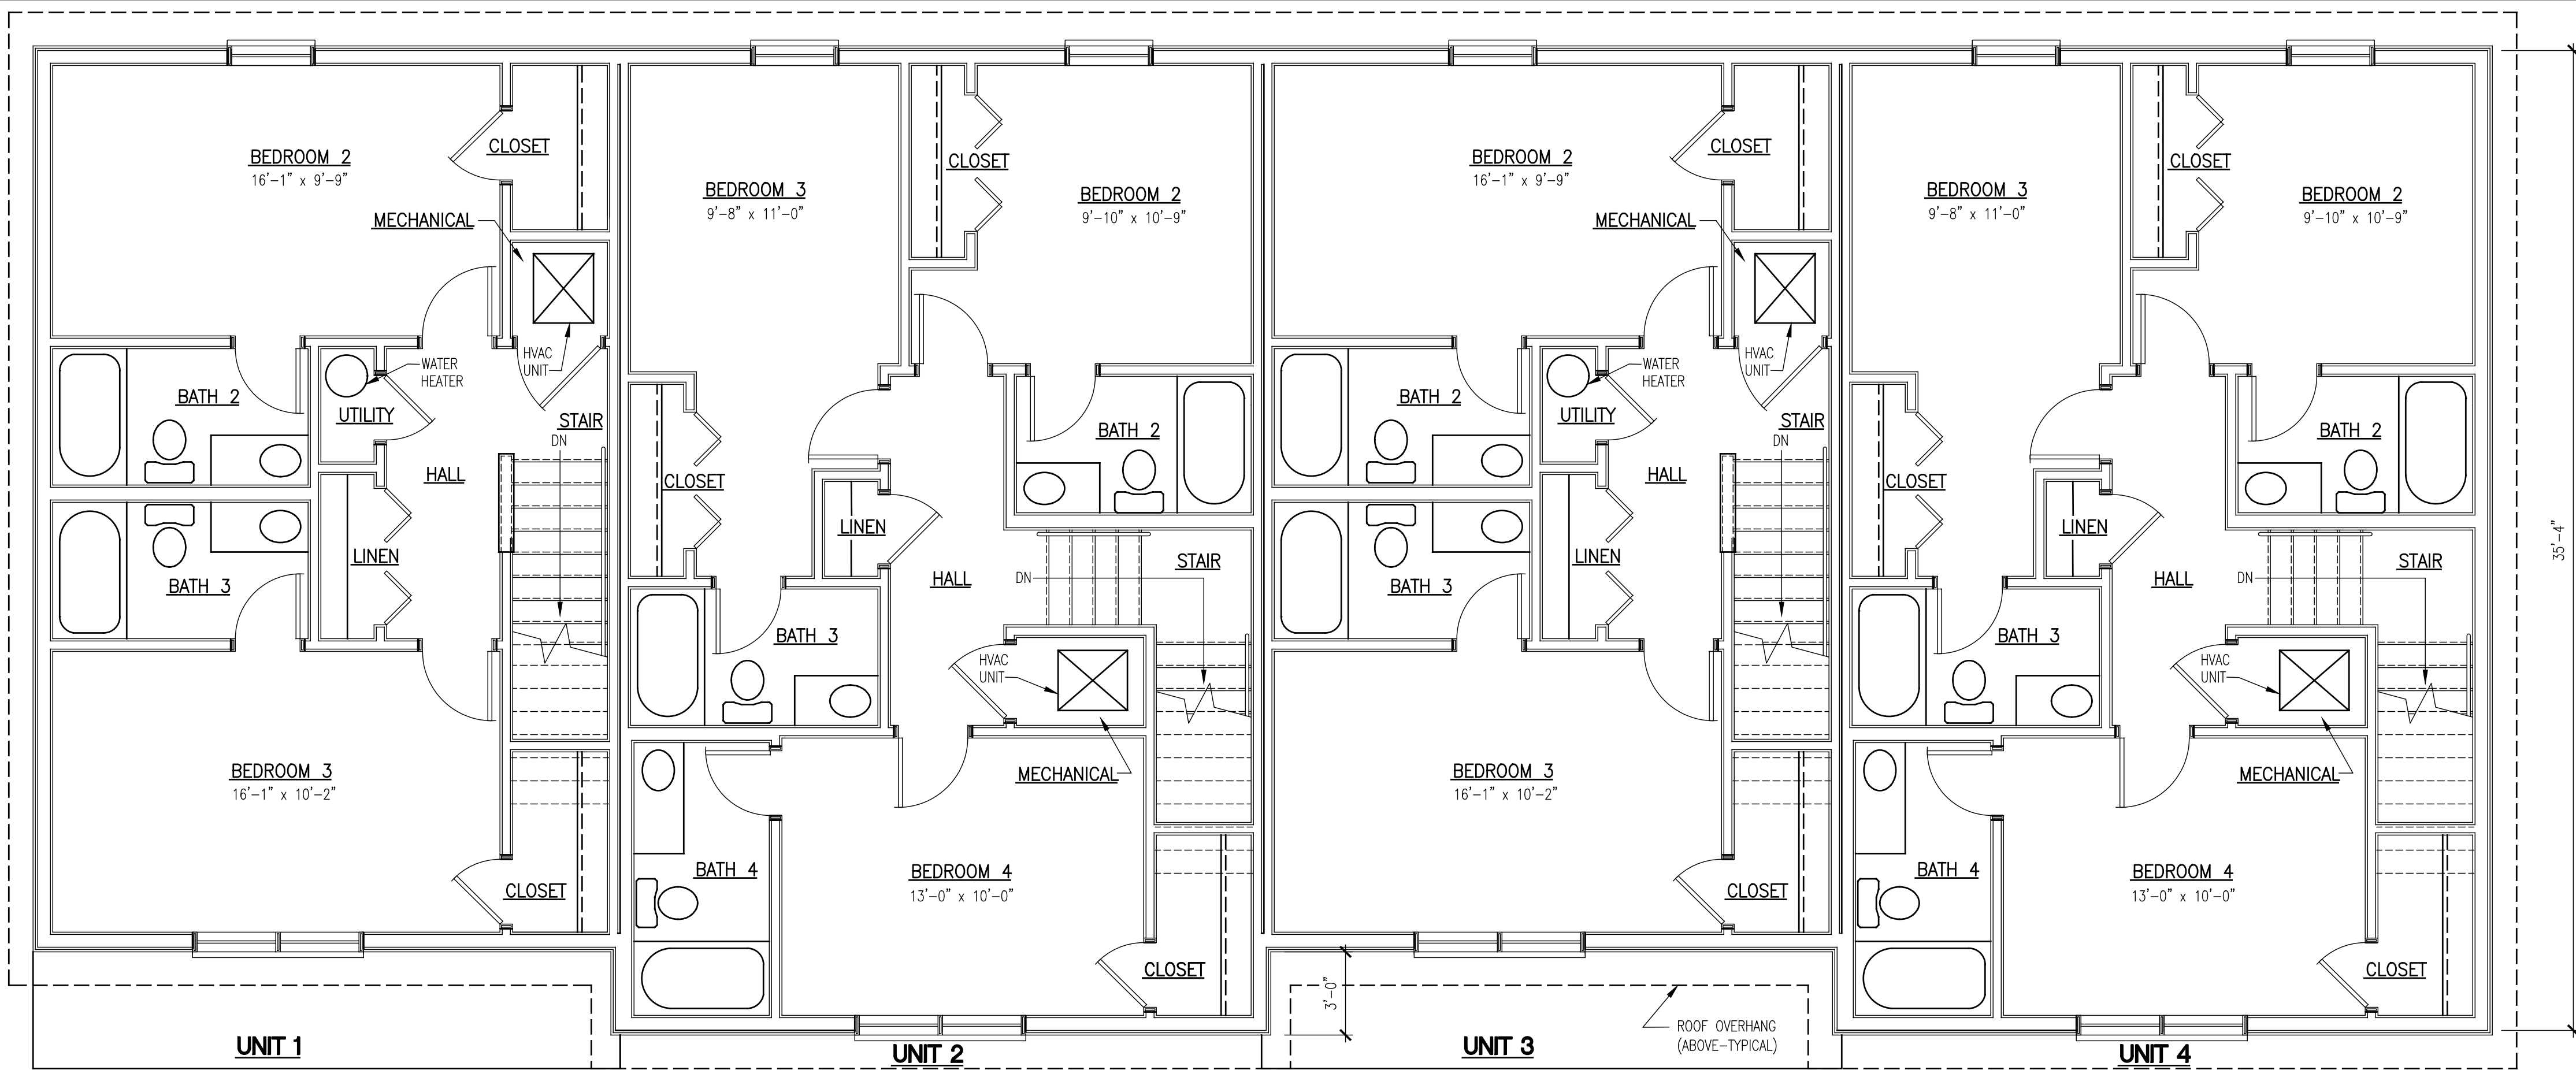 BEDROOM 2
16'-1" x 9'-9"
CLOSET
MECHANICAL
HVAC
UNIT
WATER
HEATER
BATH 2
UTILITY
STAIR
DN
HALL
LINEN
BATH 3
BEDROOM 3
16'-1" x 10'-2"
CLOSET
UNIT 1
BEDROOM 3
9'-8" x 11'-0"
CLOSET
BEDROOM 2
9'-10" x 10'-9"
BATH 2
CLOSET
LINEN
HALL
DN
STAIR
BATH 3
HVAC
UNIT
MECHANICAL
BATH 4
BEDROOM 4
13'-0" x 10'-0"
CLOSET
UNIT 2
BEDROOM 2
16'-1" x 9'-9"
CLOSET
MECHANICAL
HVAC
UNIT
WATER
HEATER
BATH 2
UTILITY
STAIR
DN
HALL
LINEN
BATH 3
BEDROOM 3
16'-1" x 10'-2"
CLOSET
3'-0"
ROOF OVERHANG
(ABOVE-TYPICAL)
UNIT 3
BEDROOM 3
9'-8" x 11'-0"
CLOSET
BEDROOM 2
9'-10" x 10'-9"
BATH 2
CLOSET
LINEN
HALL
DN
STAIR
BATH 3
HVAC
UNIT
MECHANICAL
BATH 4
BEDROOM 4
13'-0" x 10'-0"
CLOSET
UNIT 4
35'-4"